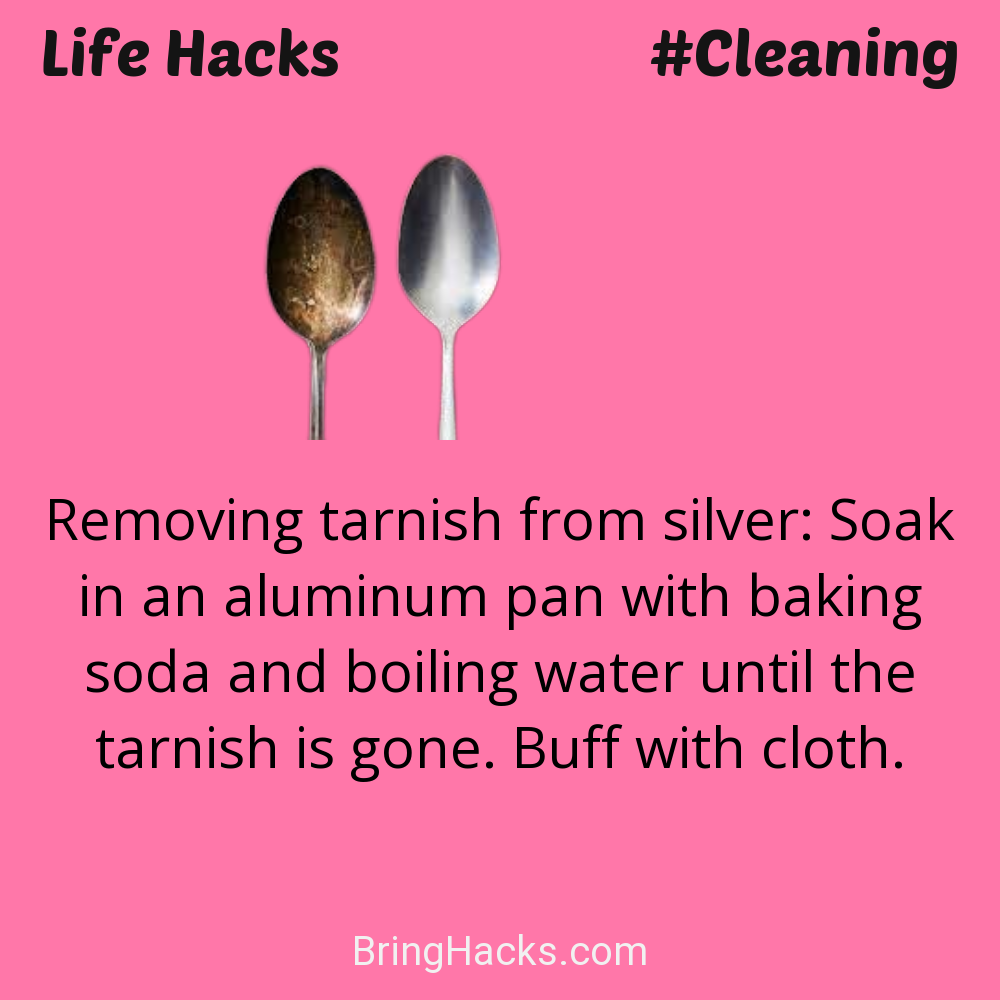 Life Hacks
#Cleaning
Removing tarnish from silver: Soak
in an aluminum pan with baking
soda and boiling water until the
tarnish is gone. Buff with cloth.
BringHacks.com